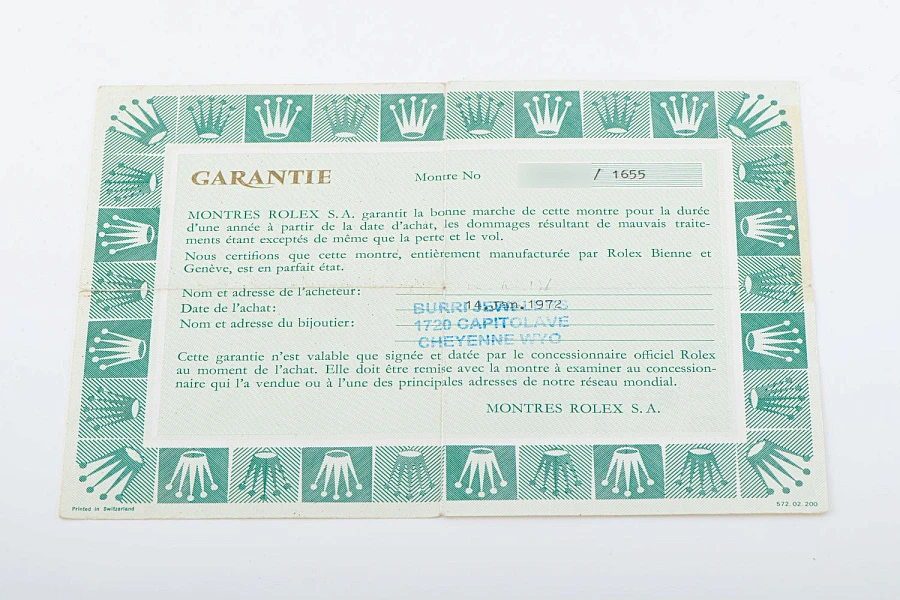 GARANTIE
Montre No / 1655
MONTRES ROLEX S.A. garantit la bonne marche de cette montre pour la durée
d'une année à partir de la date d'achat, les dommages résultant de mauvais traite-
ments étant exceptés de même que la perte et le vol.
Nous certifions que cette montre, entièrement manufacturée par Rolex Bienne et
Genève, est en parfait état.
Nom et adresse de l'acheteur:
Date de l'achat: 14.Jan.1972
BURRI JEWELERS
Nom et adresse du bijoutier: 1720 CAPITOLAVE
CHEYENNE WYO
Cette garantie n'est valable que signée et datée par le concessionnaire officiel Rolex
au moment de l'achat. Elle doit être remise avec la montre à examiner au concession-
naire qui l'a vendue ou à l'une des principales adresses de notre réseau mondial.
MONTRES ROLEX S.A.
Printed in Switzerland
572.02.200